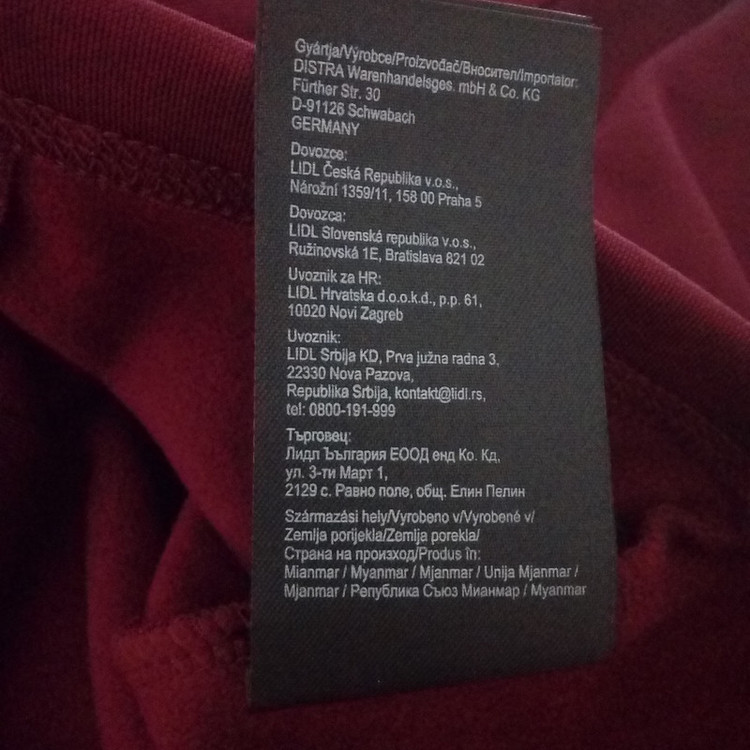 Gyártja/Výrobce/Proizvođač/Вносител/Importator:
DISTRA Warenhandelsges. mbH & Co. KG
Fürther Str. 30
D-91126 Schwabach
GERMANY
Dovozce:
LIDL Česká Republika v.o.s.,
Nárožní 1359/11, 158 00 Praha 5
Dovozca:
LIDL Slovenská republika v.o.s.,
Ružinovská 1E, Bratislava 821 02
Uvoznik za HR:
LIDL Hrvatska d.o.o.k.d., p.p. 61,
10020 Novi Zagreb
Uvoznik:
LIDL Srbija KD, Prva južna radna 3,
22330 Nova Pazova,
Republika Srbija, kontakt@lidl.rs,
tel: 0800-191-999
Търговец:
Лидл България ЕООД енд Ко. Кд,
ул. 3-ти Март 1,
2129 с. Равно поле, общ. Елин Пелин
Származási hely/Vyrobeno v/Vyrobené v/
Zemlja porijekla/Zemlja porekla/
Страна на произход/Produs în:
Mianmar / Myanmar / Mjanmar / Unija Mjanmar /
Mjanmar / Република Съюз Мианмар / Myanmar